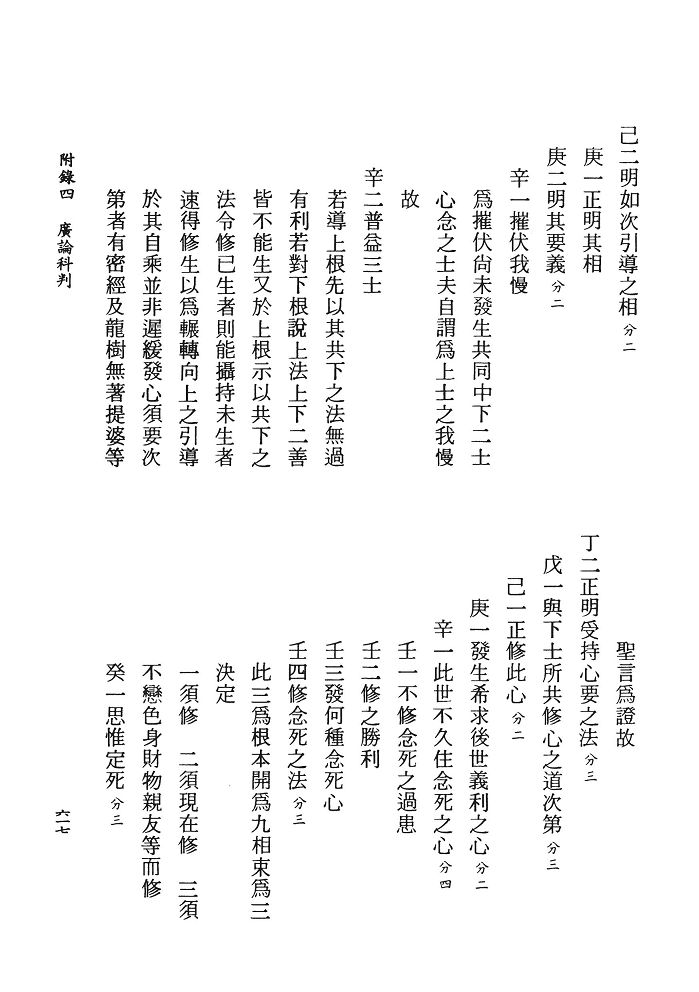 己二明如次引導之相 分二
庚一正明其相
庚二明其要義 分二
辛一摧伏我慢
爲摧伏尙未發生共同中下二士
心念之士夫自謂爲上士之我慢
故
辛二普益三士
若導上根先以其共下之法無過
有利若對下根說上法上下二善
皆不能生又於上根示以共下之
法令修已生者則能攝持未生者
速得修生以爲輾轉向上之引導
於其自乘並非遲緩發心須要次
第者有密經及龍樹無著提婆等
聖言爲證故
丁二正明受持心要之法 分三
戊一與下士所共修心之道次第 分三
己一正修此心 分二
庚一發生希求後世義利之心 分二
辛一此世不久住念死之心 分四
壬一不修念死之過患
壬二修之勝利
壬三發何種念死心
壬四修念死之法 分三
此三爲根本開爲九相束爲三
決定
一須修 二須現在修 三須
不戀色身財物親友等而修
癸一思惟定死 分三
附錄四 廣論科判
六一七